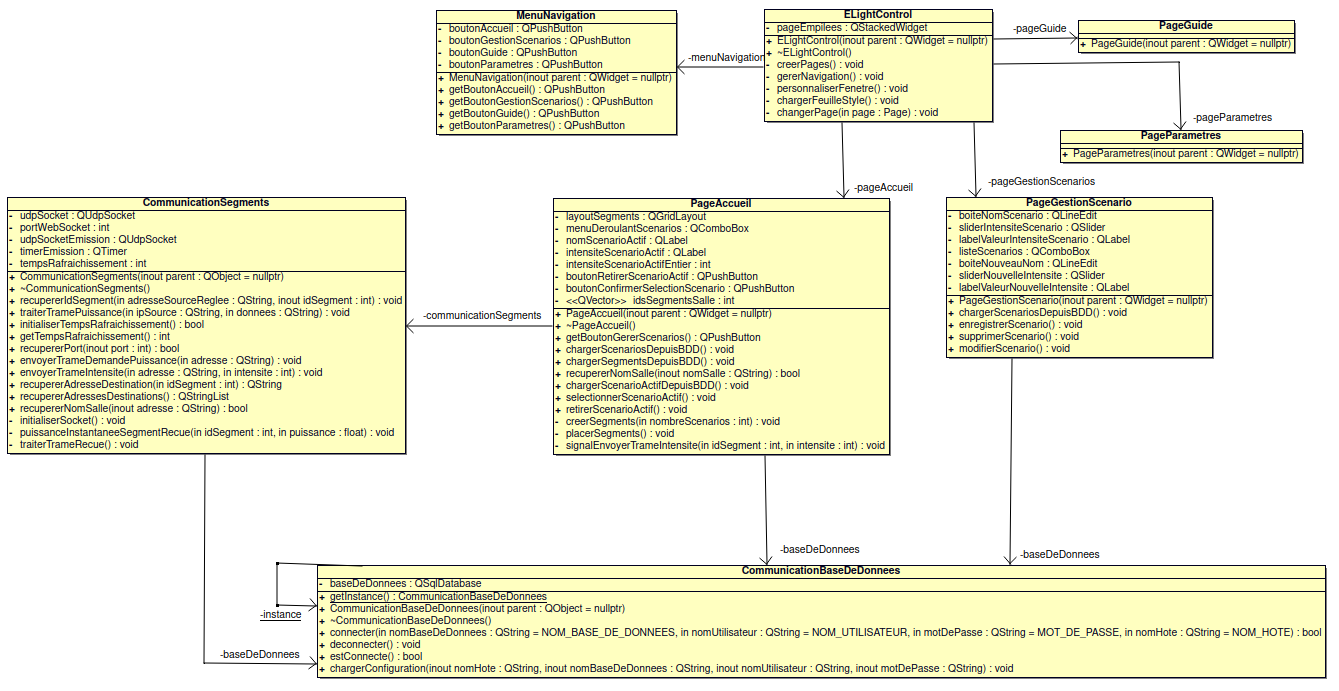 MenuNavigation
- boutonAccueil : QPushButton
- boutonGestionScenarios : QPushButton
- boutonGuide : QPushButton
- boutonParametres : QPushButton
+ MenuNavigation(inout parent : QWidget = nullptr)
+ getBoutonAccueil() : QPushButton
+ getBoutonGestionScenarios() : QPushButton
+ getBoutonGuide() : QPushButton
+ getBoutonParametres() : QPushButton
-menuNavigation
ELightControl
- pageEmpilees : QStackedWidget
+ ELightControl(inout parent : QWidget = nullptr)
+ ~ELightControl()
- creerPages() : void
- gererNavigation() : void
- personnaliserFenetre() : void
- chargerFeuilleStyle() : void
- changerPage(in page : Page) : void
-pageGuide
PageGuide
+ PageGuide(inout parent : QWidget = nullptr)
-pageParametres
PageParametres
+ PageParametres(inout parent : QWidget = nullptr)
-pageAccueil
-pageGestionScenarios
CommunicationSegments
- udpSocket : QUdpSocket
- portWebSocket : int
- udpSocketEmission : QUdpSocket
- timerEmission : QTimer
- tempsRafraichissement : int
+ CommunicationSegments(inout parent : QObject = nullptr)
+ ~CommunicationSegments()
+ recupererIdSegment(in adresseSourceReglee : QString, inout idSegment : int) : void
+ traiterTramePuissance(in ipSource : QString, in donnees : QString) : void
+ initialiserTempsRafraichissement() : bool
+ getTempsRafraichissement() : int
+ recupererPort(inout port : int) : bool
+ envoyerTrameDemandePuissance(in adresse : QString) : void
+ envoyerTrameIntensite(in adresse : QString, in intensite : int) : void
+ recupererAdresseDestination(in idSegment : int) : QString
+ recupererAdressesDestinations() : QStringList
+ recupererNomSalle(inout adresse : QString) : bool
- initialiserSocket() : void
- puissanceInstantaneeSegmentRecue(in idSegment : int, in puissance : float) : void
- traiterTrameRecue() : void
-communicationSegments
PageAccueil
- layoutSegments : QGridLayout
- menuDeroulantScenarios : QComboBox
- nomScenarioActif : QLabel
- intensiteScenarioActif : QLabel
- intensiteScenarioActifEntier : int
- boutonRetirerScenarioActif : QPushButton
- boutonConfirmerSelectionScenario : QPushButton
- <<QVector>> idsSegmentsSalle : int
+ PageAccueil(inout parent : QWidget = nullptr)
+ ~PageAccueil()
+ getBoutonGererScenarios() : QPushButton
+ chargerScenariosDepuisBDD() : void
+ chargerSegmentsDepuisBDD() : void
+ recupererNomSalle(inout nomSalle : QString) : bool
+ chargerScenarioActifDepuisBDD() : void
+ selectionnerScenarioActif() : void
+ retirerScenarioActif() : void
- creerSegments(in nombreScenarios : int) : void
- placerSegments() : void
- signalEnvoyerTrameIntensite(in idSegment : int, in intensite : int) : void
PageGestionScenario
- boiteNomScenario : QLineEdit
- sliderIntensiteScenario : QSlider
- labelValeurIntensiteScenario : QLabel
- listeScenarios : QComboBox
- boiteNouveauNom : QLineEdit
- sliderNouvelleIntensite : QSlider
- labelValeurNouvelleIntensite : QLabel
+ PageGestionScenario(inout parent : QWidget = nullptr)
+ chargerScenariosDepuisBDD() : void
+ enregistrerScenario() : void
+ supprimerScenario() : void
+ modifierScenario() : void
-baseDeDonnees
-baseDeDonnees
-instance
-baseDeDonnees
CommunicationBaseDeDonnees
- baseDeDonnees : QSqlDatabase
+ getInstance() : CommunicationBaseDeDonnees
+ CommunicationBaseDeDonnees(inout parent : QObject = nullptr)
+ ~CommunicationBaseDeDonnees()
+ connecter(in nomBaseDeDonnees : QString = NOM_BASE_DE_DONNEES, in nomUtilisateur : QString = NOM_UTILISATEUR, in motDePasse : QString = MOT_DE_PASSE, in nomHote : QString = NOM_HOTE) : bool
+ deconnecter() : void
+ estConnecte() : bool
+ chargerConfiguration(inout nomHote : QString, inout nomBaseDeDonnees : QString, inout nomUtilisateur : QString, inout motDePasse : QString) : void